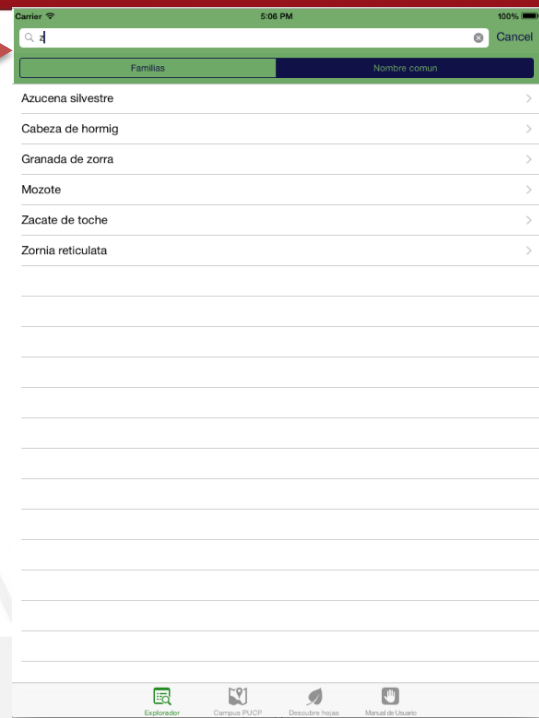 Carrier 5:06 PM 100%
z Cancel
Familias Nombre comun
Azucena silvestre
Cabeza de hormig
Granada de zorra
Mozote
Zacate de toche
Zornia reticulata
Explorador Campus PUCP Descubre hojas Manual de Usuario